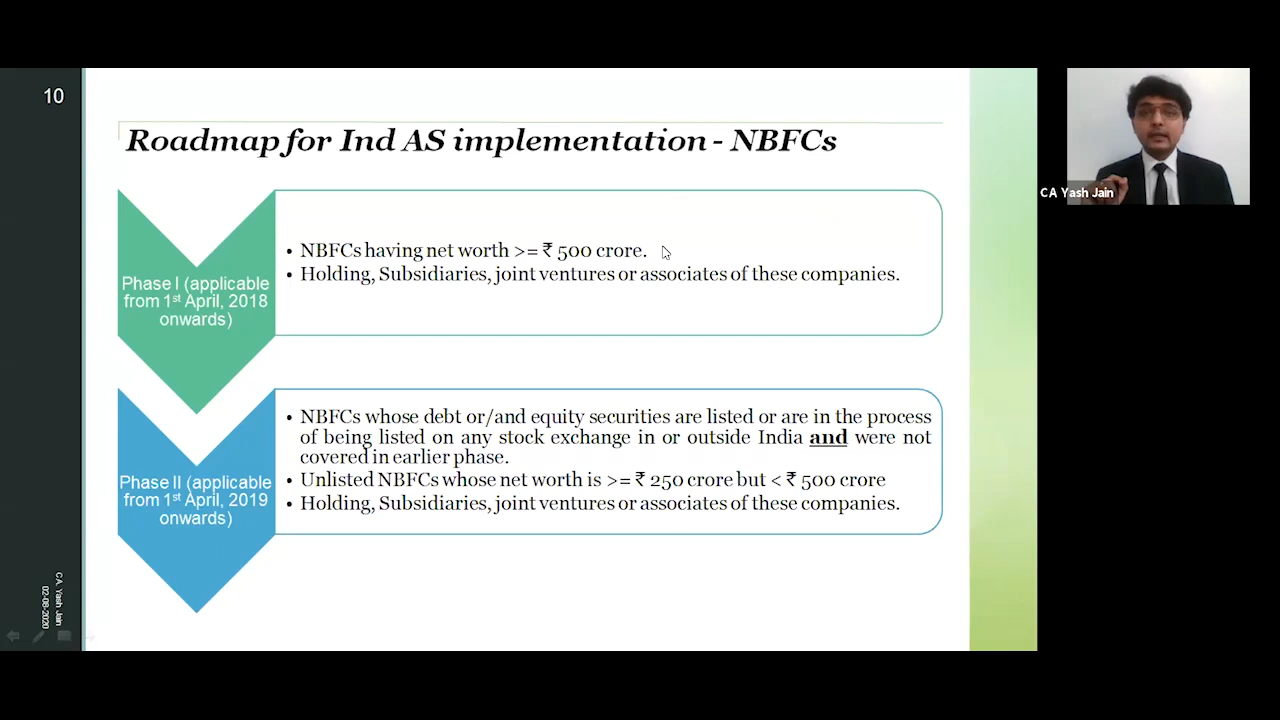 10
Roadmap for Ind AS implementation - NBFCs
Phase I (applicable
from 1st April, 2018
onwards)
• NBFCs having net worth >= ₹ 500 crore.
• Holding, Subsidiaries, joint ventures or associates of these companies.
Phase II (applicable
from 1st April, 2019
onwards)
• NBFCs whose debt or/and equity securities are listed or are in the process
of being listed on any stock exchange in or outside India and were not
covered in earlier phase.
• Unlisted NBFCs whose net worth is >= ₹ 250 crore but < ₹ 500 crore
• Holding, Subsidiaries, joint ventures or associates of these companies.
CA. Yash Jain
02-08-2020
CA Yash Jain